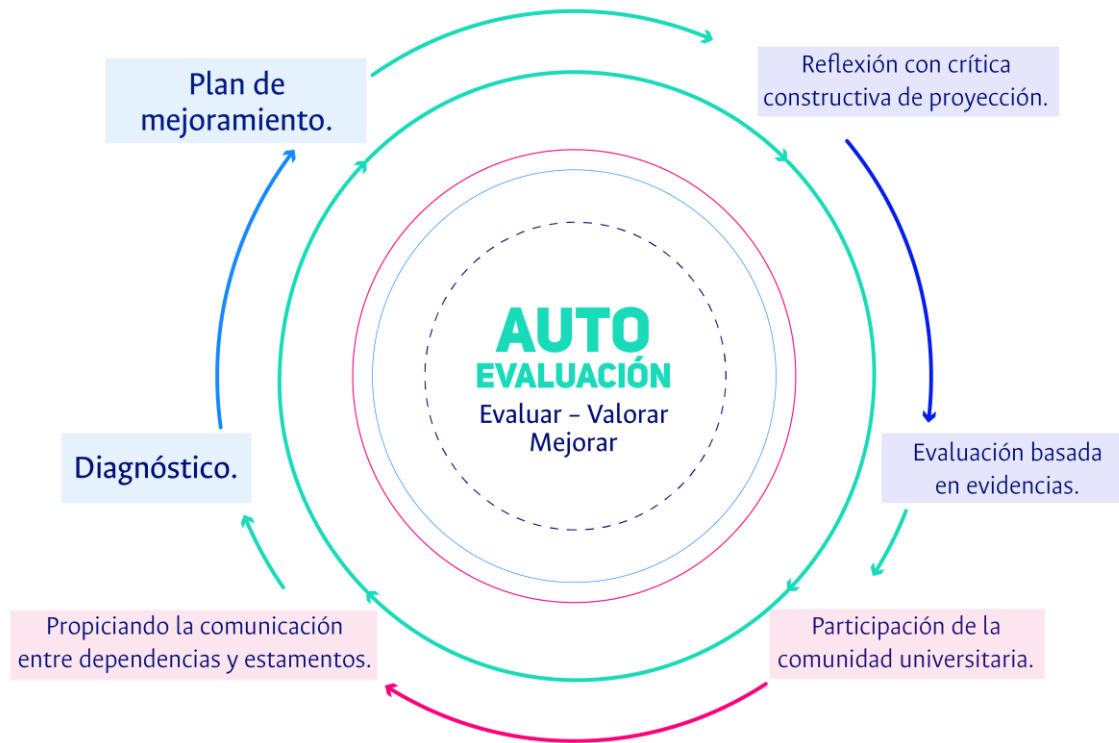 Plan de
mejoramiento.
Reflexión con crítica
constructiva de proyección.
AUTO
EVALUACIÓN
Evaluar – Valorar
Mejorar
Diagnóstico.
Evaluación basada
en evidencias.
Propiciando la comunicación
entre dependencias y estamentos.
Participación de la
comunidad universitaria.